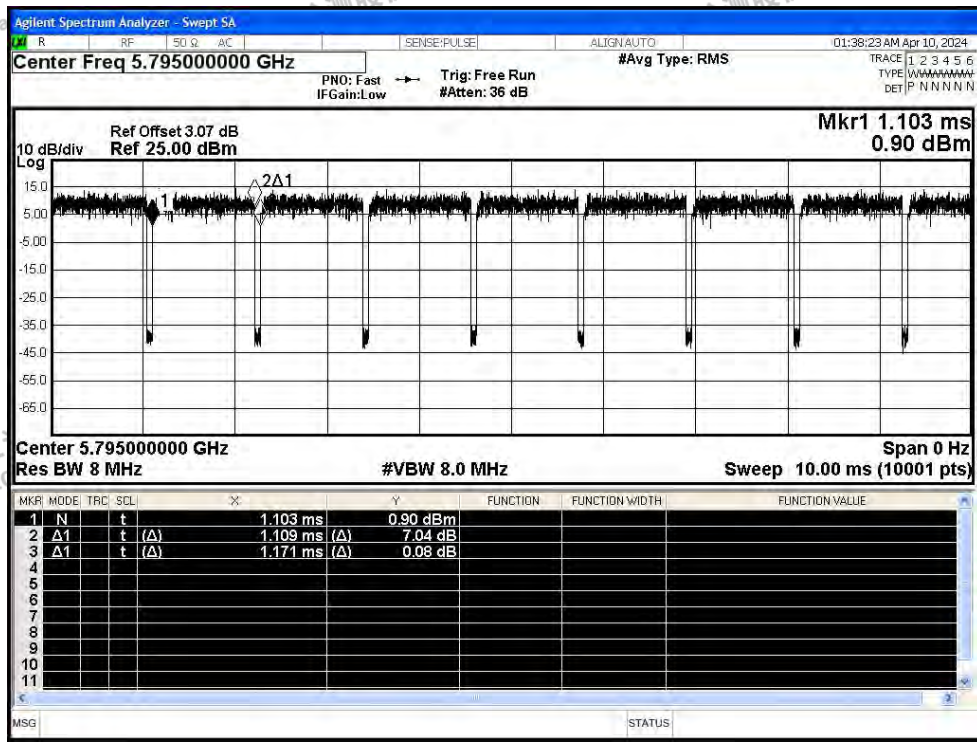 Agilent Spectrum Analyzer - Swept SA
R RF 50 Ω AC SENSE:PULSE ALIGN AUTO 01:38:23 AM Apr 10, 2024
Center Freq 5.795000000 GHz #Avg Type: RMS TRACE 1 2 3 4 5 6
PNO: Fast Trig: Free Run TYPE WWWWWW
IFGain:Low #Atten: 36 dB DET P N N N N N
Mkr1 1.103 ms
Ref Offset 3.07 dB 0.90 dBm
10 dB/div Ref 25.00 dBm
Log
15.0
5.00
-5.00
-15.0
-25.0
-35.0
-45.0
-55.0
-65.0
1 2Δ1
Center 5.795000000 GHz Span 0 Hz
Res BW 8 MHz #VBW 8.0 MHz Sweep 10.00 ms (10001 pts)
MKR MODE TRC SCL X Y FUNCTION FUNCTION WIDTH FUNCTION VALUE
1 N t 1.103 ms 0.90 dBm
2 Δ1 t (Δ) 1.109 ms (Δ) 7.04 dB
3 Δ1 t (Δ) 1.171 ms (Δ) 0.08 dB
4
5
6
7
8
9
10
11
MSG STATUS